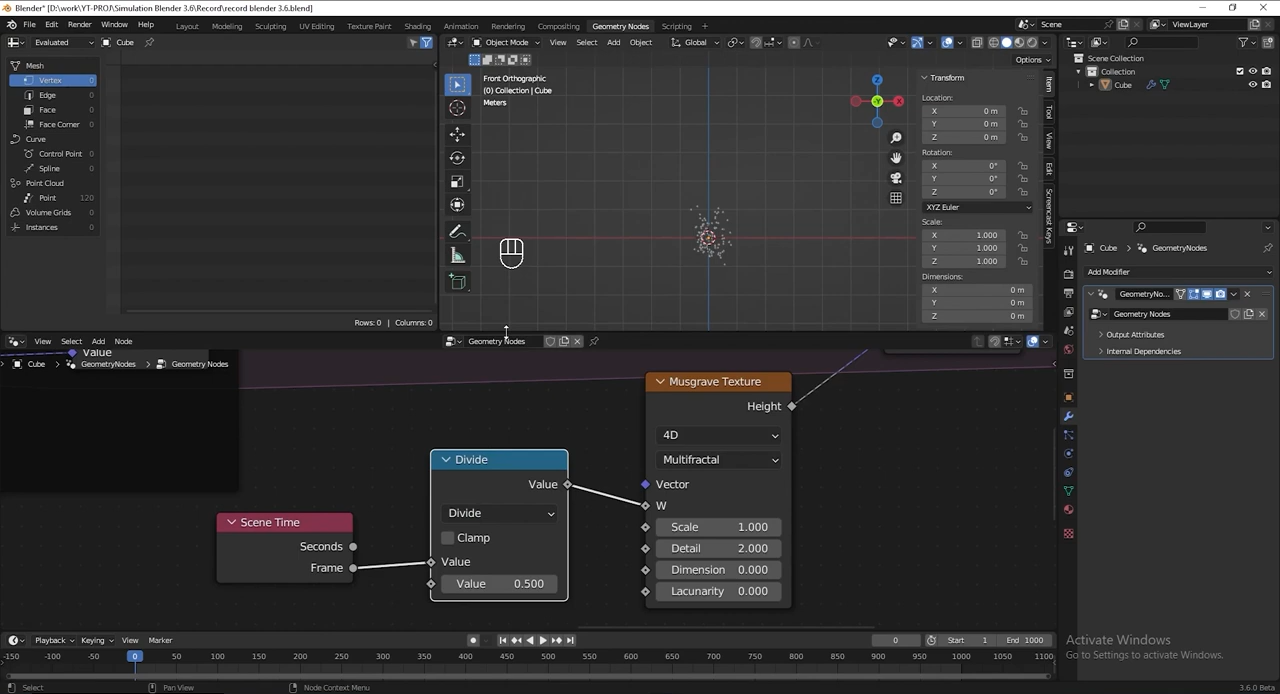 Blender* [D:\work\YT-PROJ\Simulation Blender 3.6\Record\record blender 3.6.blend]
File Edit Render Window Help Layout Modeling Sculpting UV Editing Texture Paint Shading Animation Rendering Compositing Geometry Nodes Scripting + Scene ViewLayer
Evaluated Cube
Object Mode View Select Add Object Global
Options
Mesh
Vertex 0
Edge 0
Face 0
Face Corner 0
Curve
Control Point 0
Spline 0
Point Cloud
Point 120
Volume Grids 0
Instances 0
Rows: 0 | Columns: 0
Front Orthographic
(0) Collection | Cube
Meters
Z
-Y
X
Transform
Location:
X 0 m
Y 0 m
Z 0 m
Rotation:
X 0°
Y 0°
Z 0°
XYZ Euler
Scale:
X 1.000
Y 1.000
Z 1.000
Dimensions:
X 0 m
Y 0 m
Z 0 m
Item
Tool
View
Edit
Screencast Keys
Scene Collection
Collection
Cube
Cube GeometryNodes
Add Modifier
GeometryNo...
Geometry Nodes
Output Attributes
Internal Dependencies
View Select Add Node Geometry Nodes
Value
Cube GeometryNodes Geometry Nodes
Musgrave Texture
Height
4D
Multifractal
Vector
W
Scale 1.000
Detail 2.000
Dimension 0.000
Lacunarity 0.000
Divide
Value
Divide
Clamp
Value
Value 0.500
Scene Time
Seconds
Frame
Playback Keying View Marker 0 Start 1 End 1000
-150 -100 -50 0 50 100 150 200 250 300 350 400 450 500 550 600 650 700 750 800 850 900 950 1000 1050 1100
Activate Windows
Go to Settings to activate Windows.
Select Pan View Node Context Menu 3.6.0 Beta